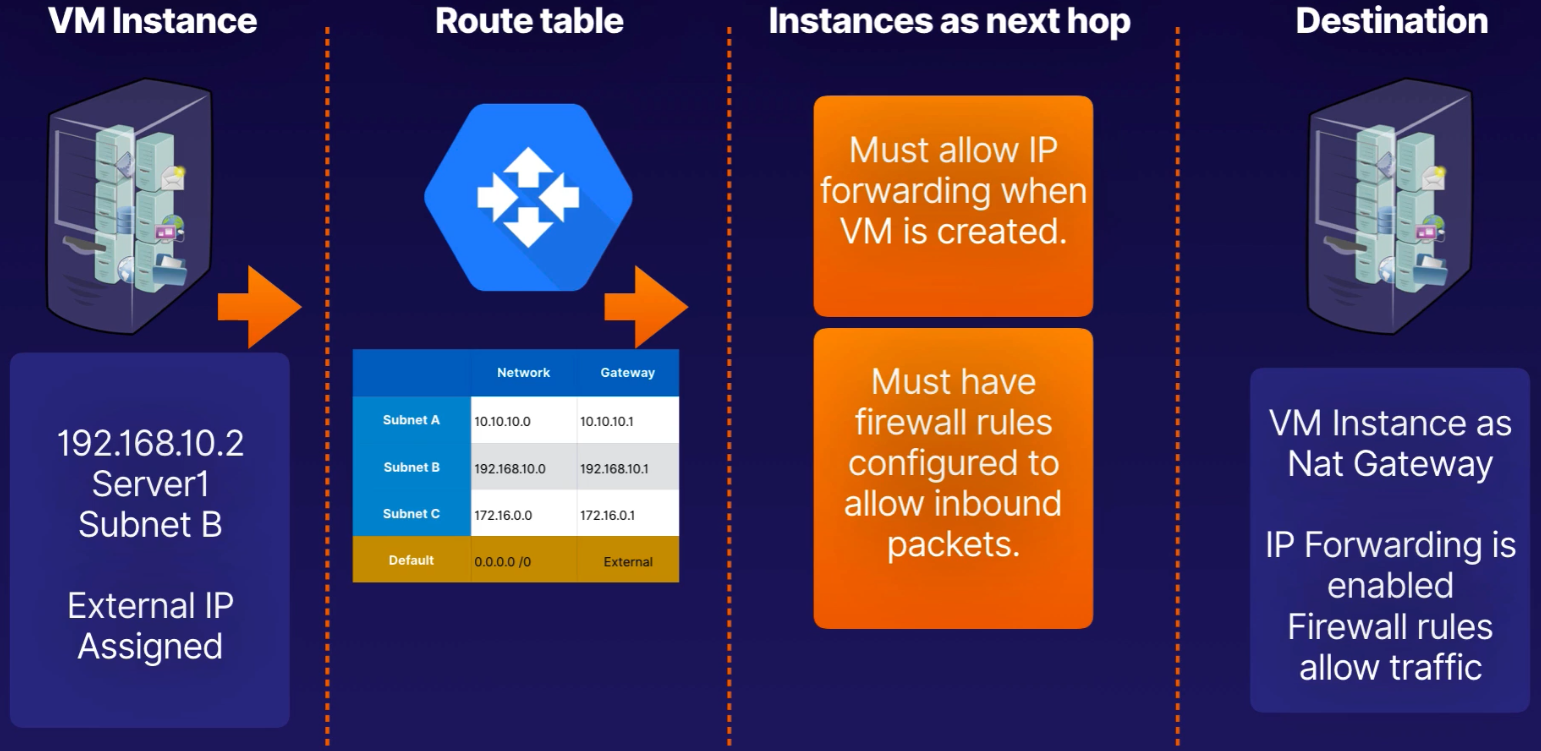 VM Instance
Route table
Instances as next hop
Destination
192.168.10.2
Server1
Subnet B
External IP
Assigned
Network Gateway
Subnet A 10.10.10.0 10.10.10.1
Subnet B 192.168.10.0 192.168.10.1
Subnet C 172.16.0.0 172.16.0.1
Default 0.0.0.0 /0 External
Must allow IP
forwarding when
VM is created.
Must have
firewall rules
configured to
allow inbound
packets.
VM Instance as
Nat Gateway
IP Forwarding is
enabled
Firewall rules
allow traffic